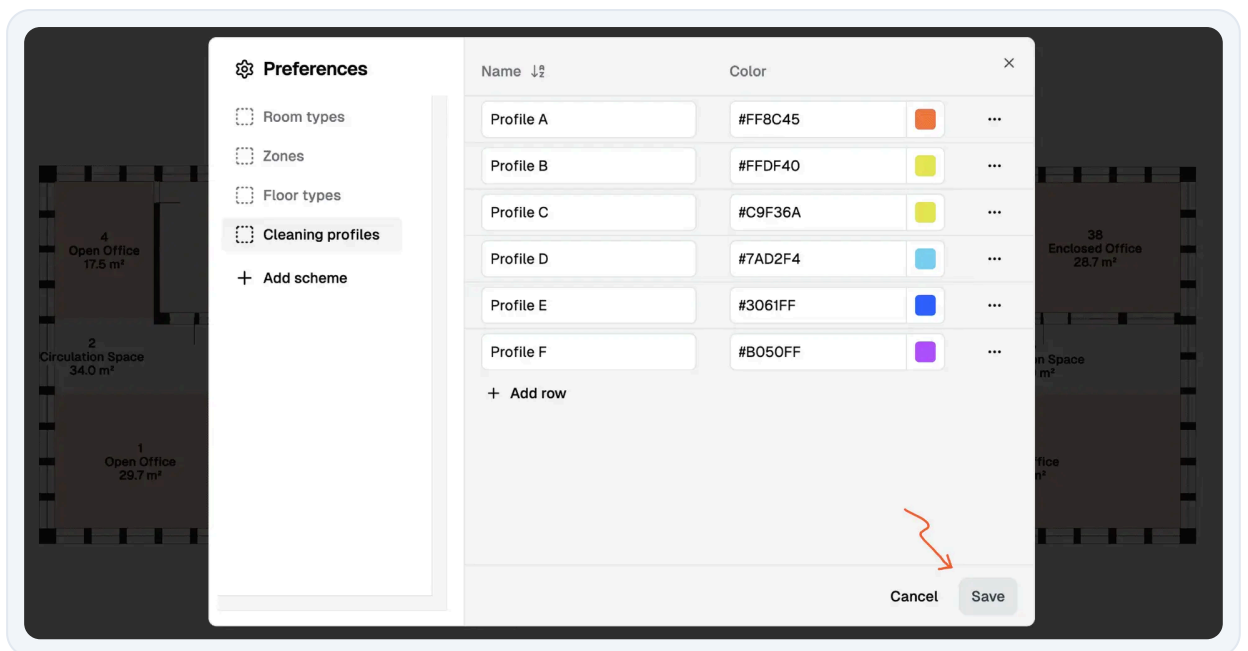 Preferences
Room types
Zones
Floor types
Cleaning profiles
Add scheme
Name
Color
Profile A #FF8C45
Profile B #FFDF40
Profile C #C9F36A
Profile D #7AD2F4
Profile E #3061FF
Profile F #B050FF
Add row
Cancel Save
4
Open Office
17.5 m²
2
Circulation Space
34.0 m²
1
Open Office
29.7 m²
38
Enclosed Office
28.7 m²
Space
m²